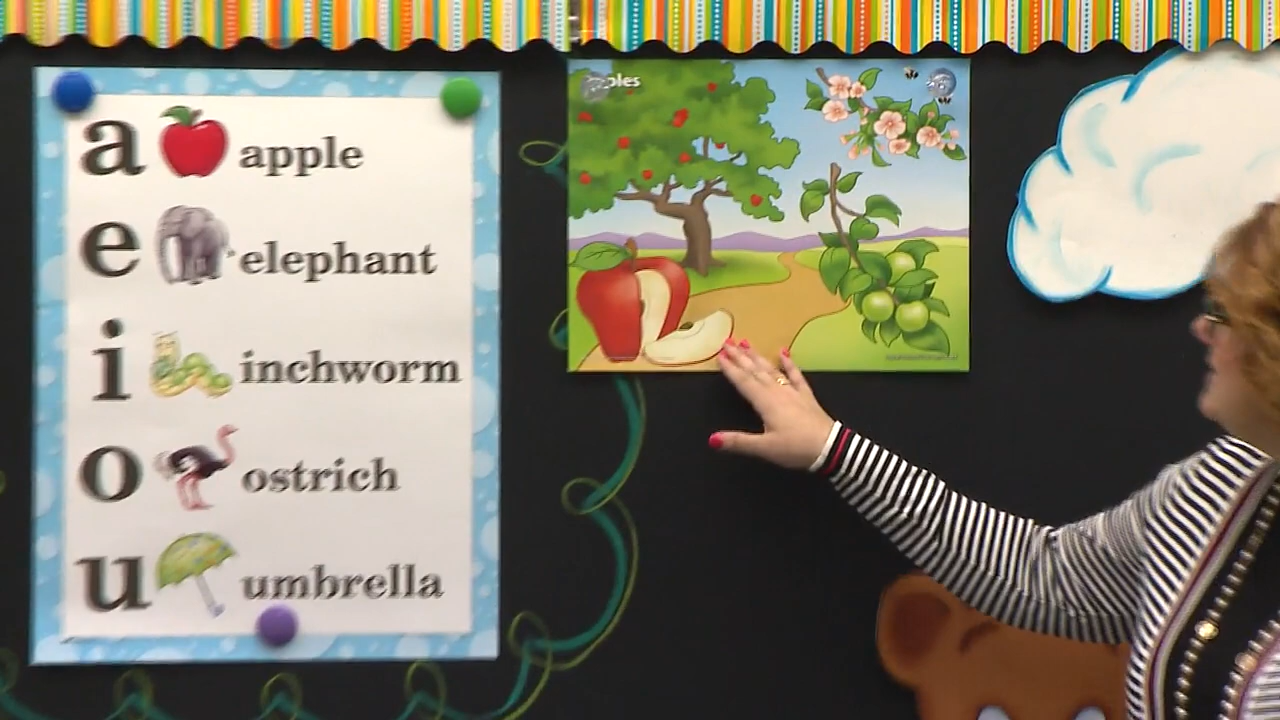 a apple
e elephant
i inchworm
o ostrich
u umbrella